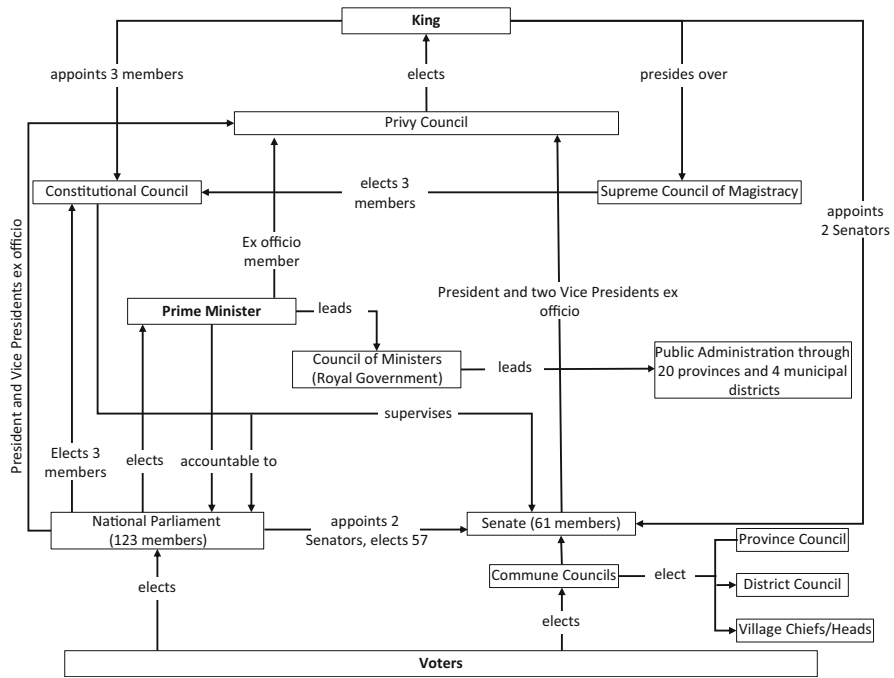 King
appoints 3 members
elects
presides over
Privy Council
Constitutional Council
elects 3
members
Supreme Council of Magistracy
appoints
2 Senators
President and Vice Presidents ex officio
Ex officio
member
President and two Vice Presidents ex
officio
Prime Minister
leads
Council of Ministers
(Royal Government)
leads
Public Administration through
20 provinces and 4 municipal
districts
supervises
Elects 3
members
elects
accountable to
National Parliament
(123 members)
appoints 2
Senators, elects 57
Senate (61 members)
Province Council
Commune Councils
elect
District Council
elects
elects
Village Chiefs/Heads
Voters